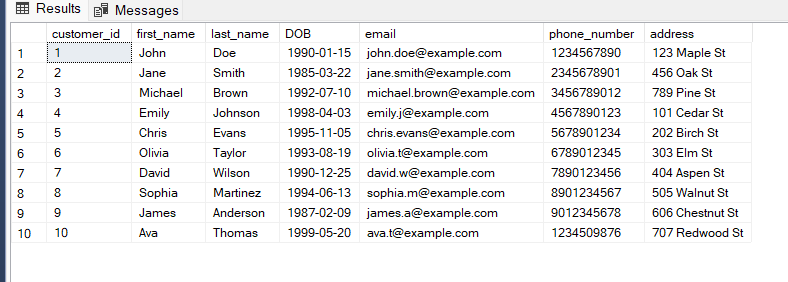 Results Messages
customer_id first_name last_name DOB email phone_number address
1 1 John Doe 1990-01-15 john.doe@example.com 1234567890 123 Maple St
2 2 Jane Smith 1985-03-22 jane.smith@example.com 2345678901 456 Oak St
3 3 Michael Brown 1992-07-10 michael.brown@example.com 3456789012 789 Pine St
4 4 Emily Johnson 1998-04-03 emily.j@example.com 4567890123 101 Cedar St
5 5 Chris Evans 1995-11-05 chris.evans@example.com 5678901234 202 Birch St
6 6 Olivia Taylor 1993-08-19 olivia.t@example.com 6789012345 303 Elm St
7 7 David Wilson 1990-12-25 david.w@example.com 7890123456 404 Aspen St
8 8 Sophia Martinez 1994-06-13 sophia.m@example.com 8901234567 505 Walnut St
9 9 James Anderson 1987-02-09 james.a@example.com 9012345678 606 Chestnut St
10 10 Ava Thomas 1999-05-20 ava.t@example.com 1234509876 707 Redwood St